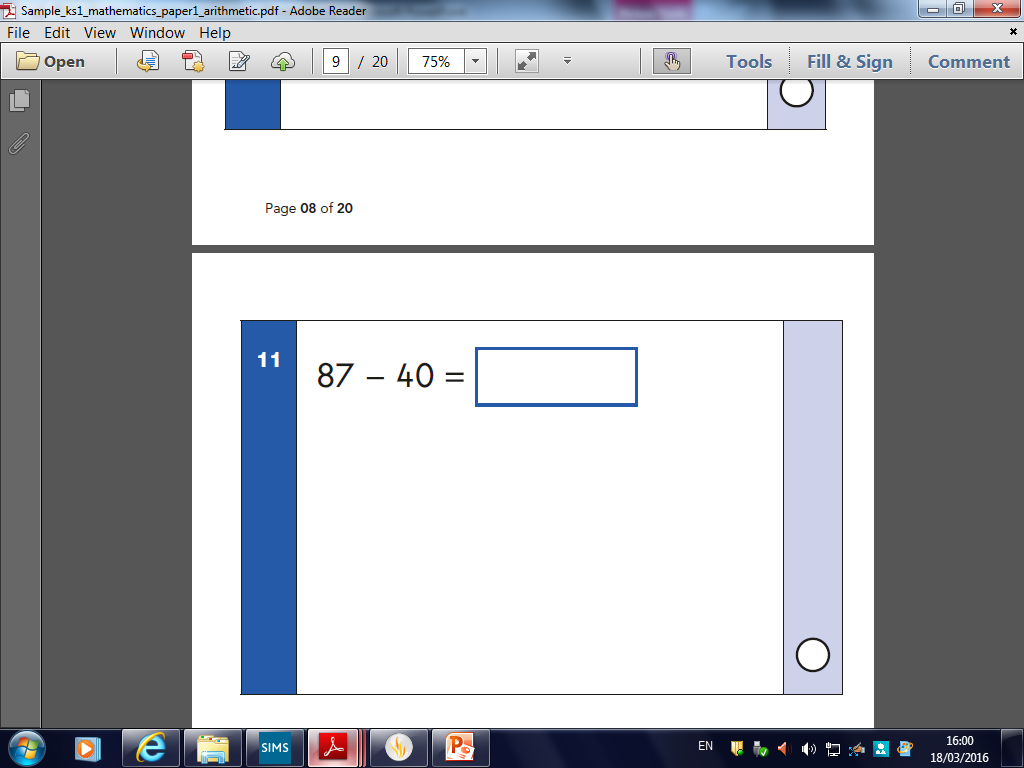 Sample_ks1_mathematics_paper1_arithmetic.pdf - Adobe Reader
File Edit View Window Help
Open 9 / 20 75% Tools Fill & Sign Comment
Page 08 of 20
11
87 – 40 =
SIMS
EN
16:00
18/03/2016